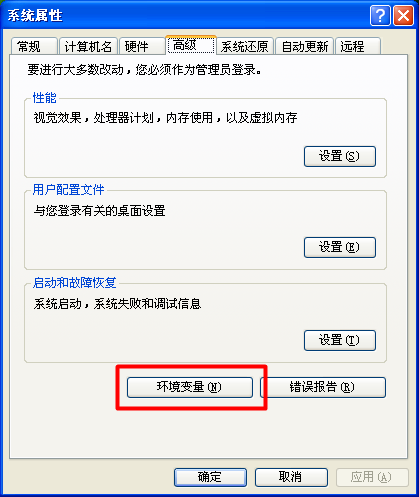 系统属性
常规 计算机名 硬件 高级 系统还原 自动更新 远程
要进行大多数改动，您必须作为管理员登录。
性能
视觉效果，处理器计划，内存使用，以及虚拟内存
设置(S)
用户配置文件
与您登录有关的桌面设置
设置(E)
启动和故障恢复
系统启动，系统失败和调试信息
设置(T)
环境变量(N) 错误报告(R)
确定 取消 应用(A)